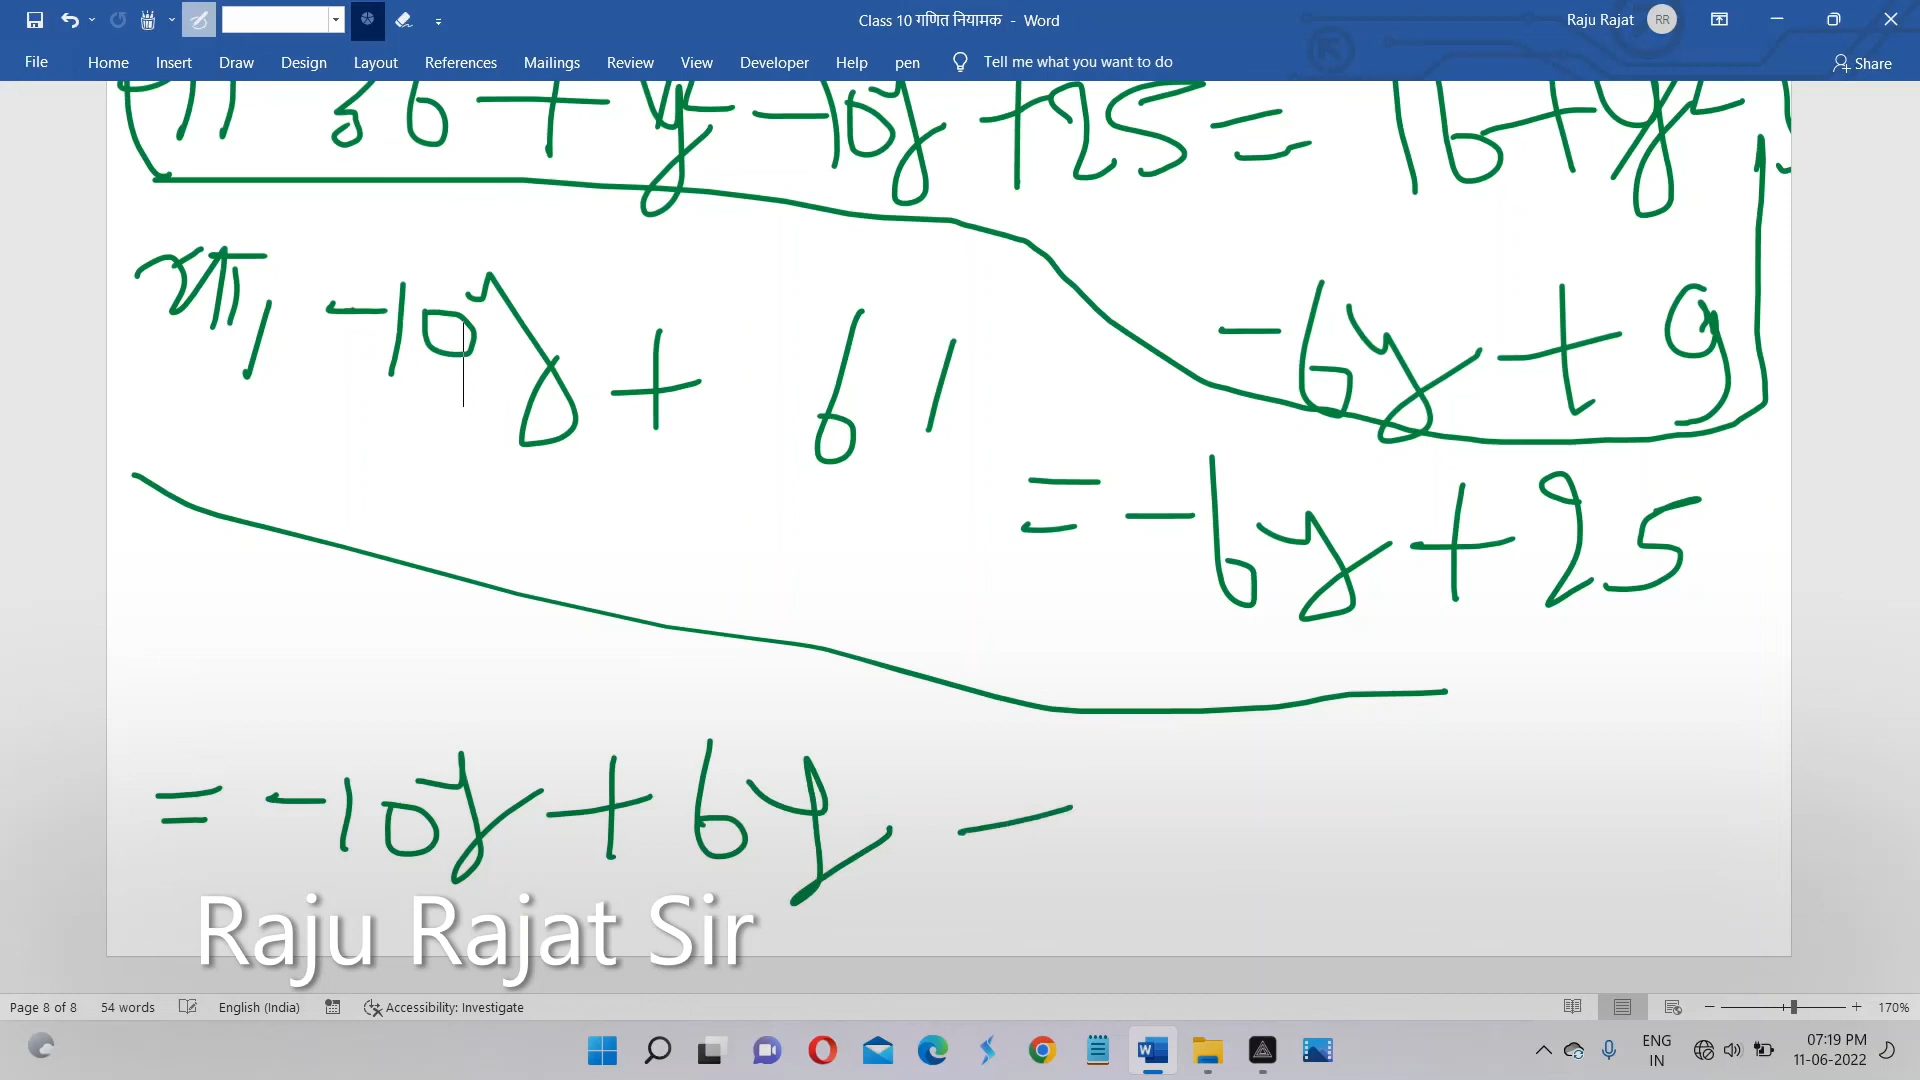 Class 10 गणित नियामक - Word
Raju Rajat RR
File Home Insert Draw Design Layout References Mailings Review View Developer Help pen Tell me what you want to do Share
36 + y² - 10y + 25 = 16 + y²
- 6y + 9
या, - 10y + 61
= - 6y + 25
= - 10y + 6y -
Raju Rajat Sir
Page 8 of 8 54 words English (India) Accessibility: Investigate 170%
ENG
IN
07:19 PM
11-06-2022